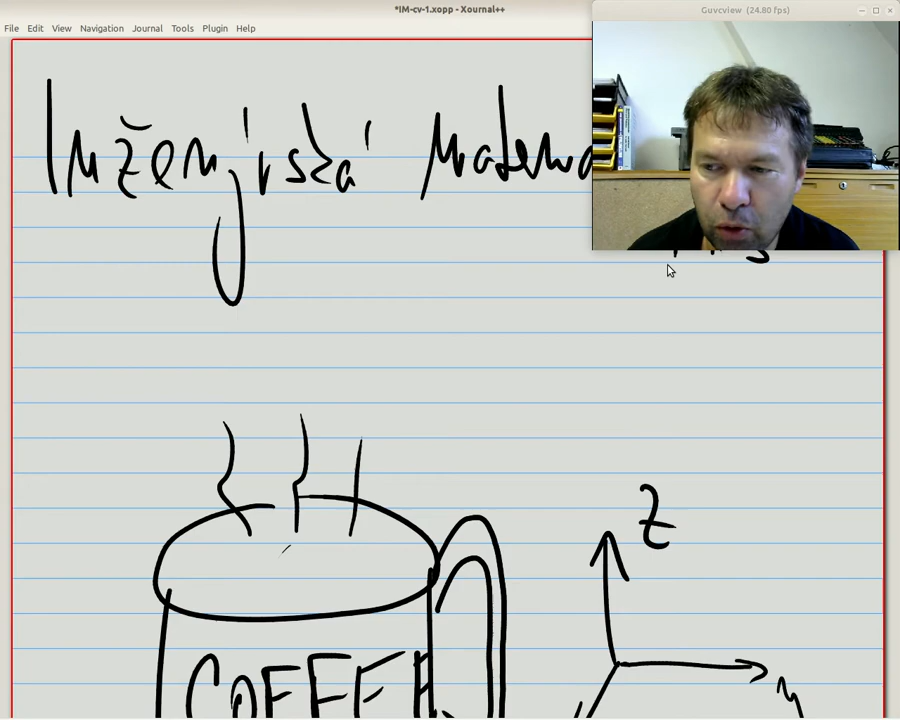 *IM-cv-1.xopp - Xournal++
Guvcview (24.80 fps)
File Edit View Navigation Journal Tools Plugin Help
Inženýrská Matema
Z
COFFEE
y